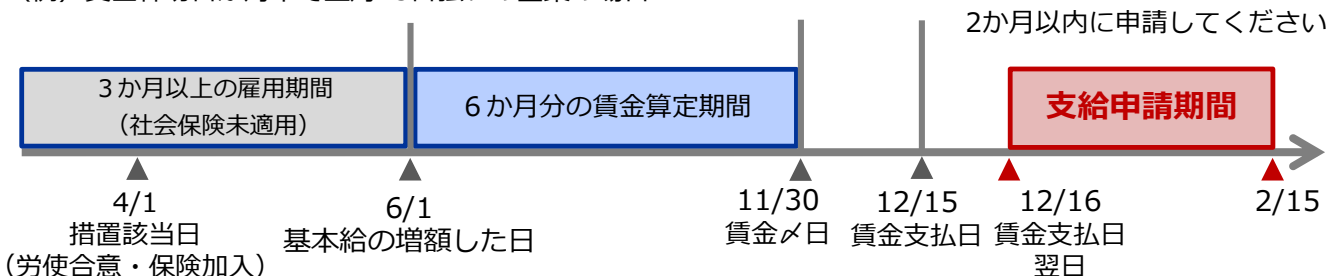 2か月以内に申請してください
3か月以上の雇用期間
（社会保険未適用）
6か月分の賃金算定期間
支給申請期間
4/1
措置該当日
（労使合意・保険加入）
6/1
基本給の増額した日
11/30
賃金〆日
12/15
賃金支払日
12/16
賃金支払日
翌日
2/15